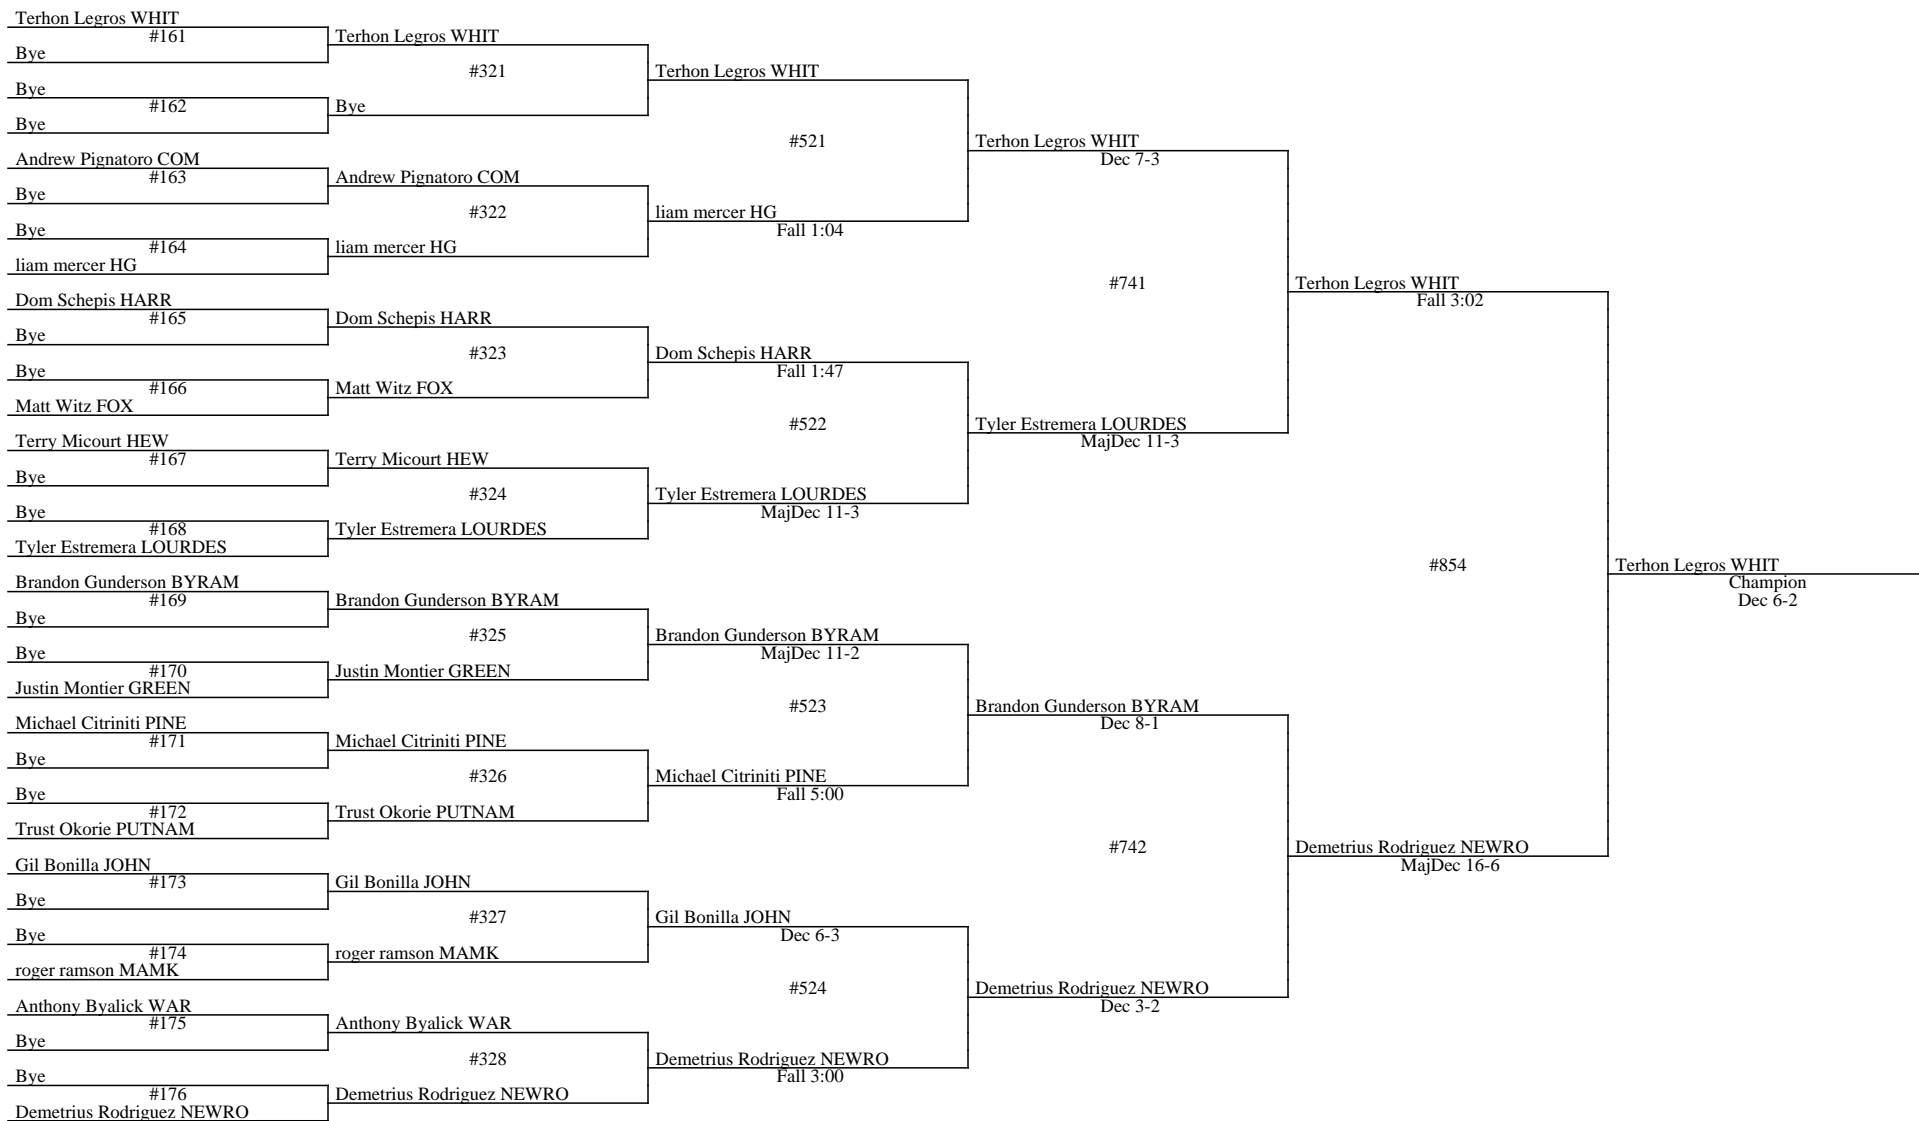 Terhon Legros WHIT
#161
Bye
Bye
#162
Bye
Andrew Pignatoro COM
#163
Bye
Bye
#164
liam mercer HG
Dom Schepis HARR
#165
Bye
Bye
#166
Matt Witz FOX
Terry Micourt HEW
#167
Bye
Bye
#168
Tyler Estremera LOURDES
Brandon Gunderson BYRAM
#169
Bye
Bye
#170
Justin Montier GREEN
Michael Citriniti PINE
#171
Bye
Bye
#172
Trust Okorie PUTNAM
Gil Bonilla JOHN
#173
Bye
Bye
#174
roger ramson MAMK
Anthony Byalick WAR
#175
Bye
Bye
#176
Demetrius Rodriguez NEWRO
Terhon Legros WHIT
#321
Bye
Andrew Pignatoro COM
#322
liam mercer HG
Dom Schepis HARR
#323
Matt Witz FOX
Terry Micourt HEW
#324
Tyler Estremera LOURDES
Brandon Gunderson BYRAM
#325
Justin Montier GREEN
Michael Citriniti PINE
#326
Trust Okorie PUTNAM
Gil Bonilla JOHN
#327
roger ramson MAMK
Anthony Byalick WAR
#328
Demetrius Rodriguez NEWRO
Terhon Legros WHIT
#521
liam mercer HG
Fall 1:04
Dom Schepis HARR
Fall 1:47
#522
Tyler Estremera LOURDES
MajDec 11-3
Brandon Gunderson BYRAM
MajDec 11-2
#523
Michael Citriniti PINE
Fall 5:00
Gil Bonilla JOHN
Dec 6-3
#524
Demetrius Rodriguez NEWRO
Fall 3:00
Terhon Legros WHIT
Dec 7-3
#741
Tyler Estremera LOURDES
MajDec 11-3
Brandon Gunderson BYRAM
Dec 8-1
#742
Demetrius Rodriguez NEWRO
Dec 3-2
Terhon Legros WHIT
Fall 3:02
#854
Demetrius Rodriguez NEWRO
MajDec 16-6
Terhon Legros WHIT
Champion
Dec 6-2